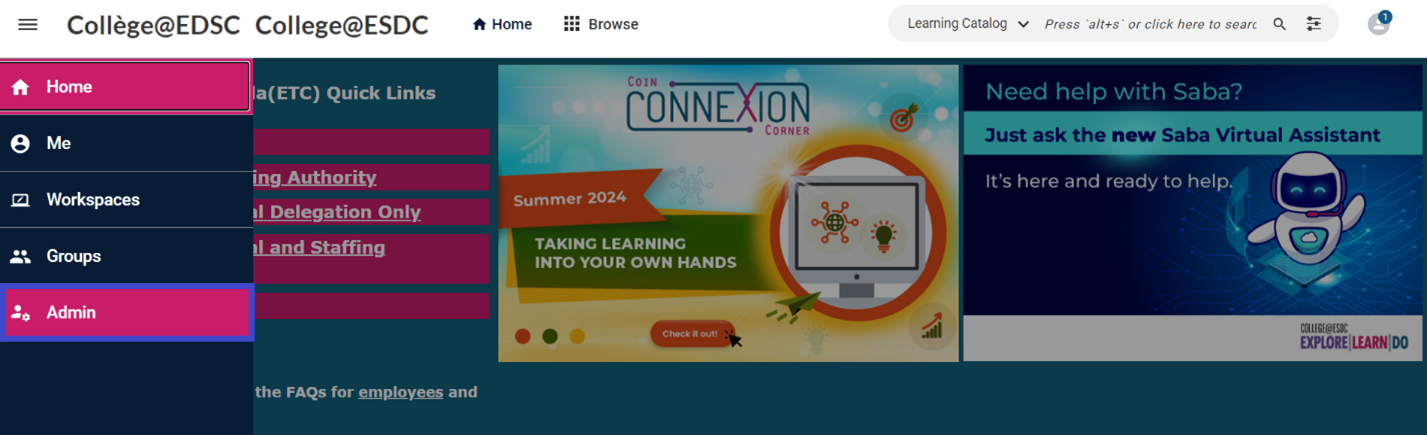 Collège@EDSC College@ESDC
Home
Browse
Learning Catalog
Press `alt+s` or click here to searc
1
Home
Me
Workspaces
Groups
Admin
la(ETC) Quick Links
ing Authority
al Delegation Only
al and Staffing
the FAQs for employees and
COIN
CONNEXION
CORNER
Summer 2024
TAKING LEARNING
INTO YOUR OWN HANDS
Check it out!
Need help with Saba?
Just ask the new Saba Virtual Assistant
It's here and ready to help.
COLLEGE@ESDC
EXPLORE|LEARN|DO